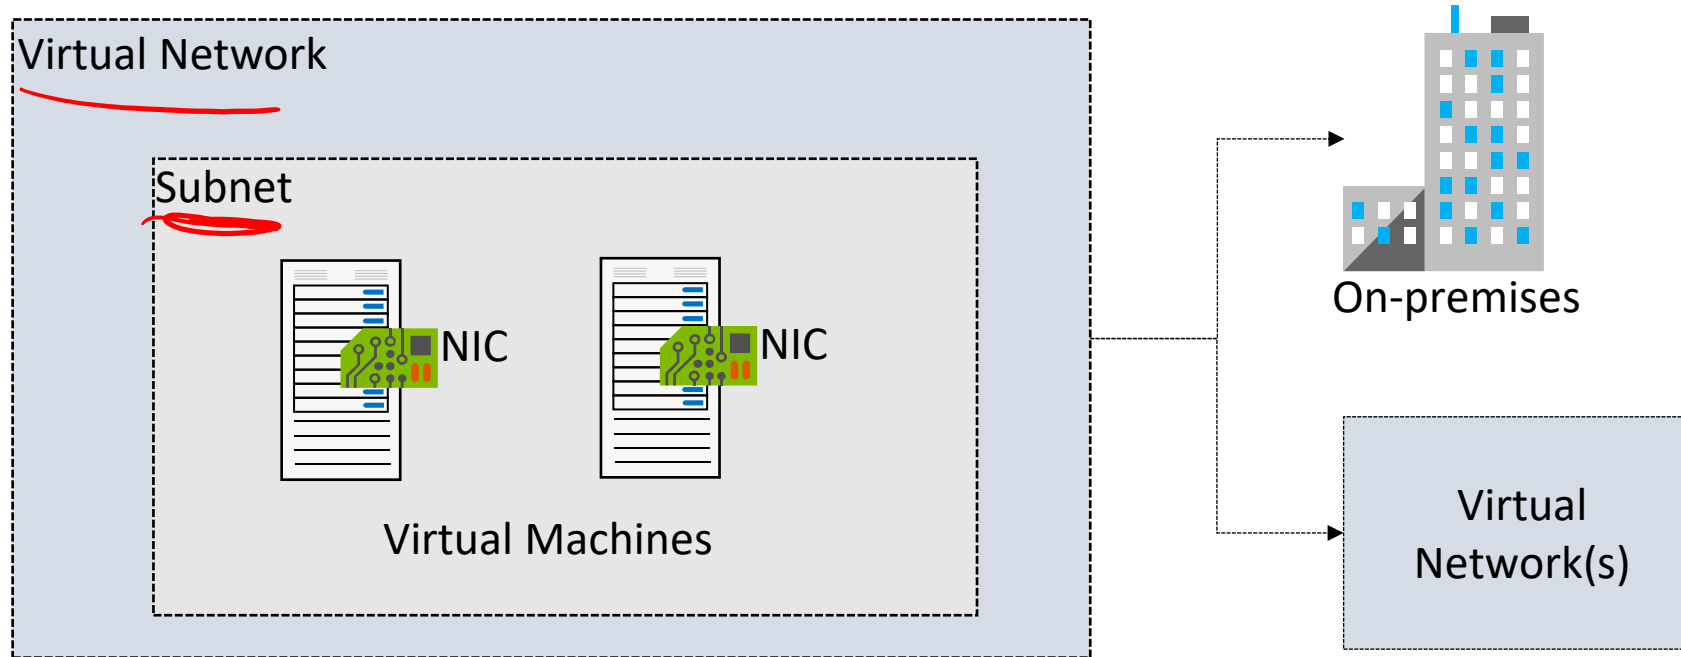 Virtual Network
Subnet
NIC
NIC
Virtual Machines
On-premises
Virtual
Network(s)